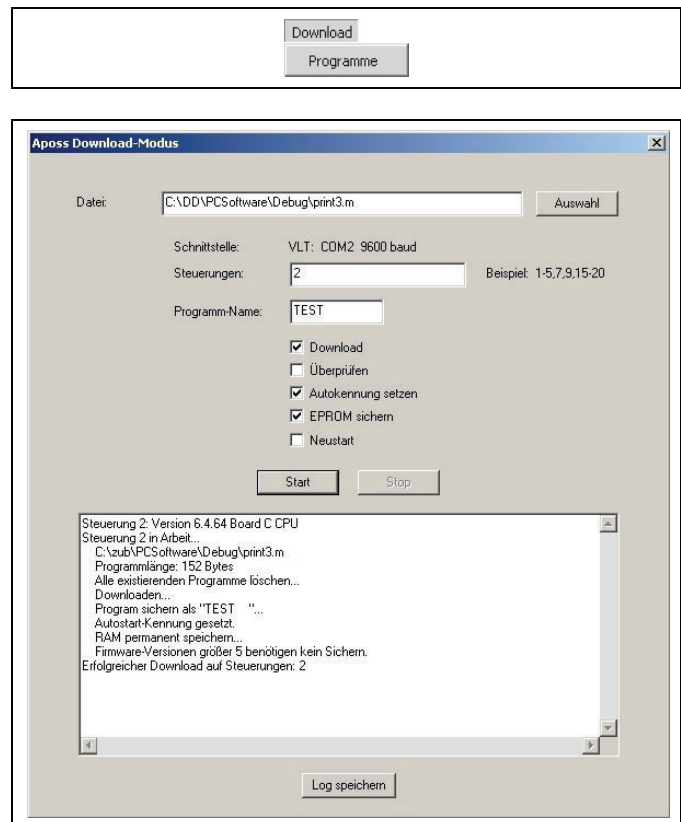 Download
Programme
Aposs Download-Modus
Datei: C:\DD\PCSoftware\Debug\print3.m Auswahl
Schnittstelle: VLT: COM2 9600 baud
Steuerungen: 2 Beispiel: 1-5,7,9,15-20
Programm-Name: TEST
Download
Überprüfen
Autokennung setzen
EPROM sichern
Neustart
Start Stop
Steuerung 2: Version 6.4.64 Board C CPU
Steuerung 2 in Arbeit...
C:\zub\PCSoftware\Debug\print3.m
Programmlänge: 152 Bytes
Alle existierenden Programme löschen...
Downloaden...
Program sichern als "TEST    "...
Autostart-Kennung gesetzt.
RAM permanent speichern...
Firmware-Versionen größer 5 benötigen kein Sichern.
Erfolgreicher Download auf Steuerungen: 2
Log speichern